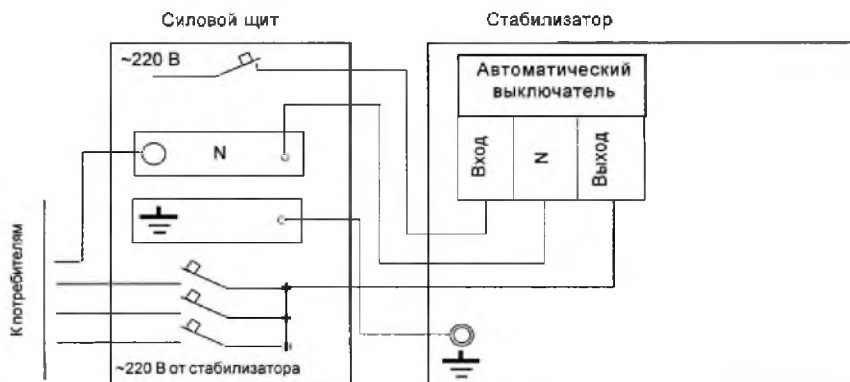 Силовой щит
Стабилизатор
~220 В
Автоматический
выключатель
N
Вход
N
Выход
К потребителям
~220 В от стабилизатора